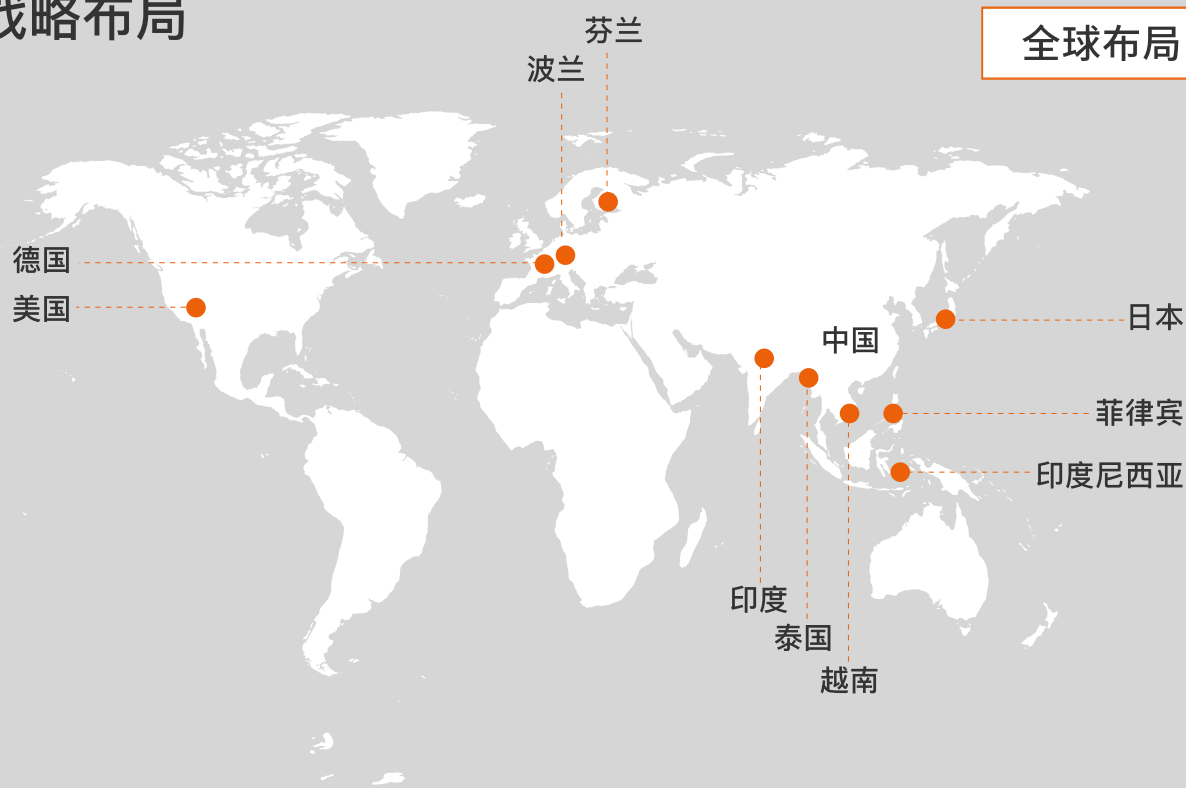 战略布局
全球布局
芬兰
波兰
德国
美国
中国
日本
菲律宾
印度尼西亚
印度
泰国
越南